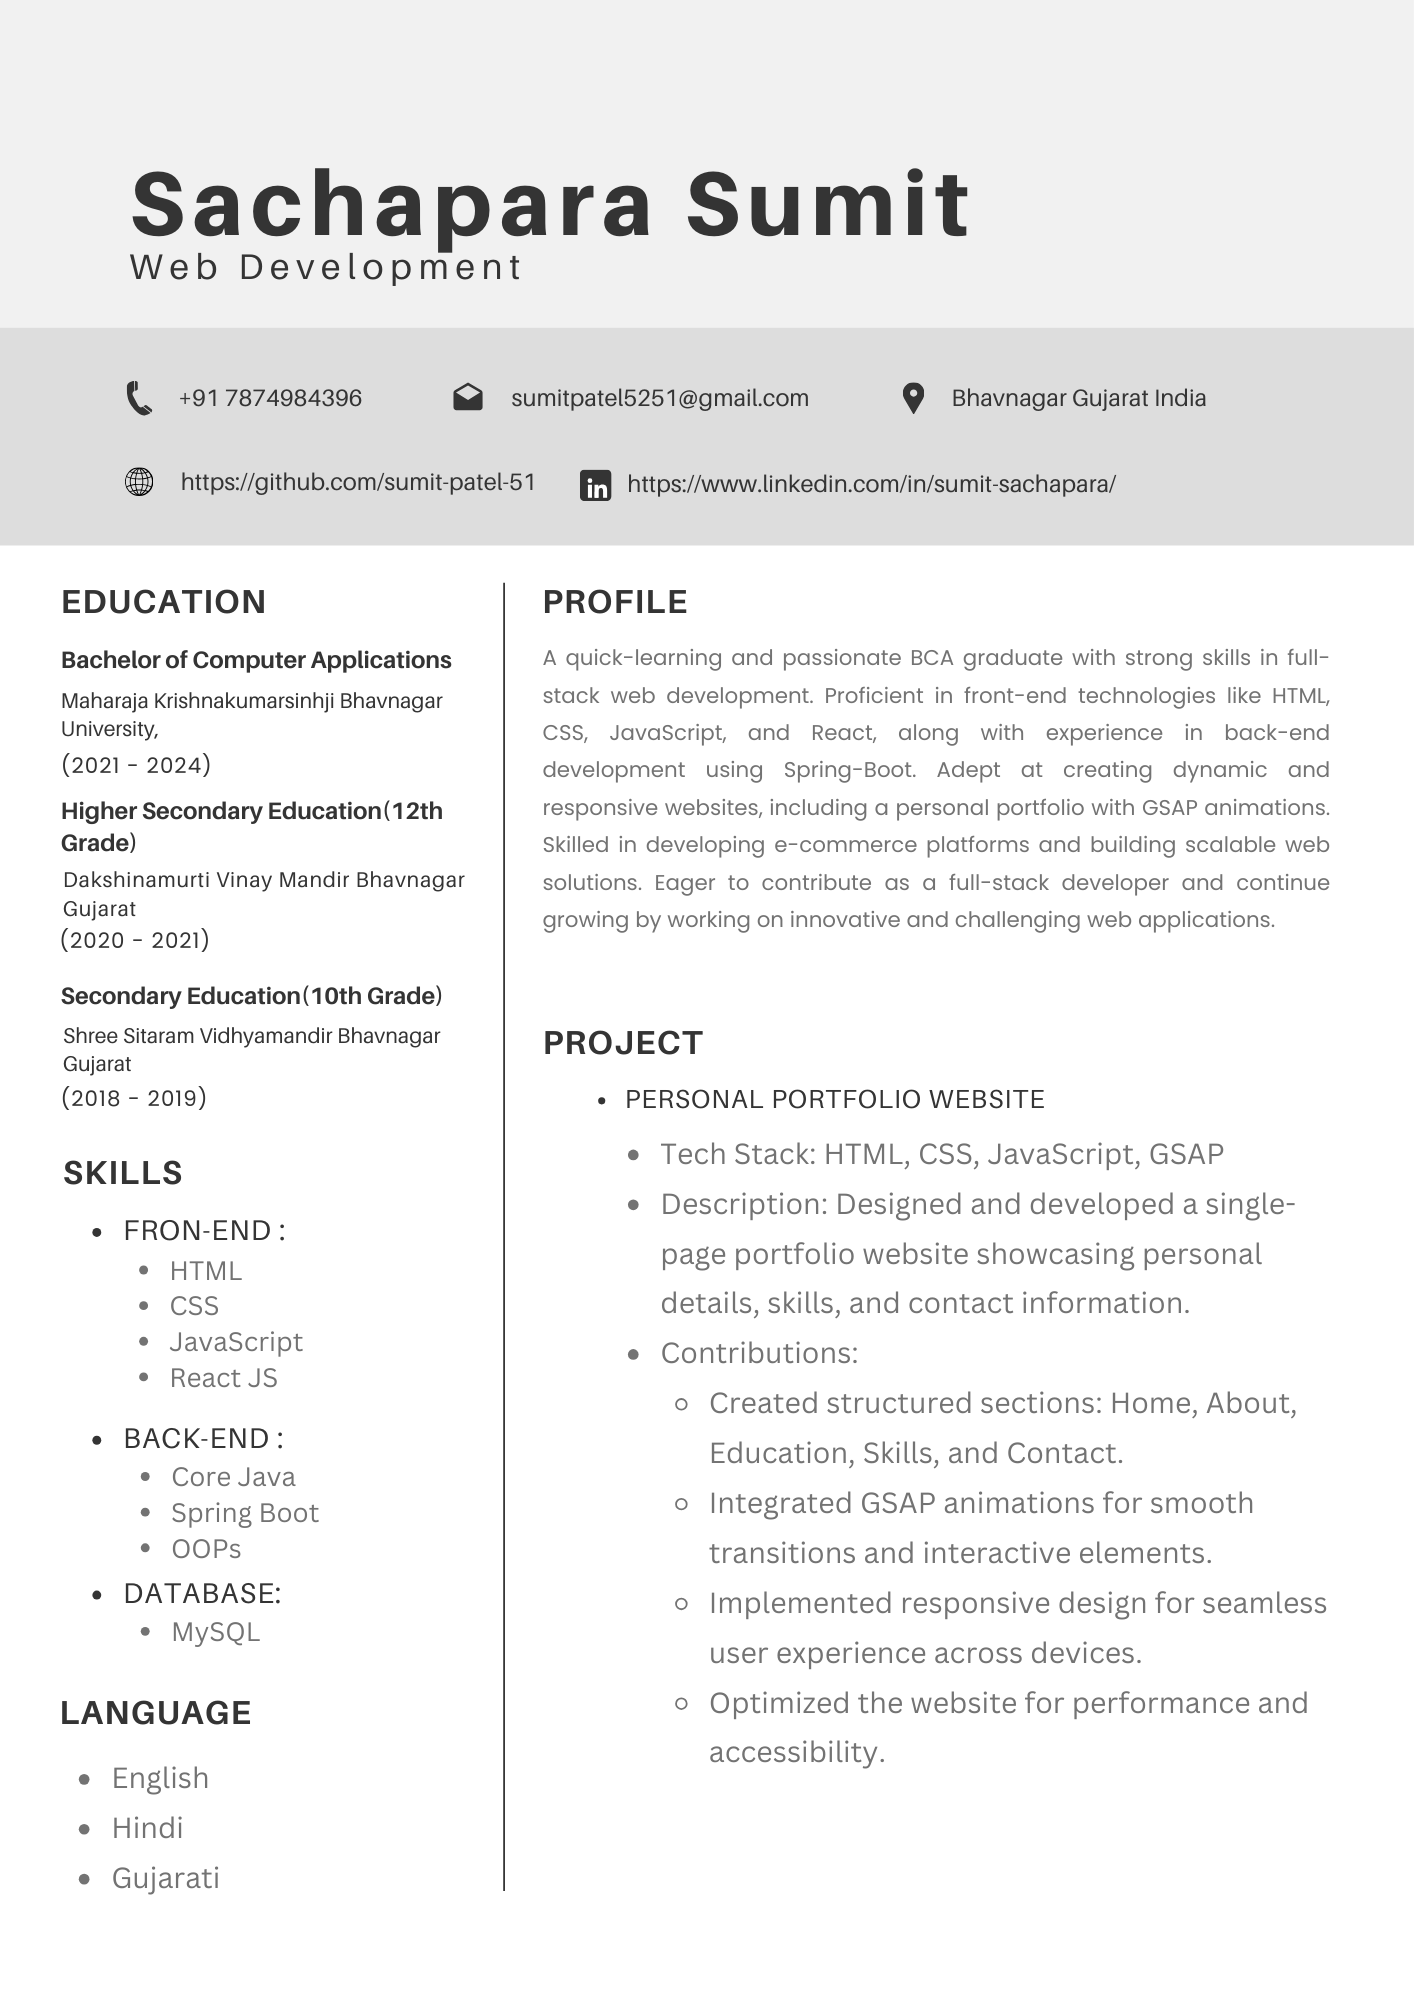 Sachapara Sumit
Web Development
+91 7874984396
sumitpatel5251@gmail.com
Bhavnagar Gujarat India
https://github.com/sumit-patel-51
https://www.linkedin.com/in/sumit-sachapara/
EDUCATION
Bachelor of Computer Applications
Maharaja Krishnakumarsinhji Bhavnagar
University,
(2021 - 2024)
Higher Secondary Education(12th
Grade)
Dakshinamurti Vinay Mandir Bhavnagar
Gujarat
(2020 - 2021)
Secondary Education(10th Grade)
Shree Sitaram Vidhyamandir Bhavnagar
Gujarat
(2018 - 2019)
SKILLS
• FRON-END :
• HTML
• CSS
• JavaScript
• React JS
• BACK-END :
• Core Java
• Spring Boot
• OOPs
• DATABASE:
• MySQL
LANGUAGE
• English
• Hindi
• Gujarati
PROFILE
A quick-learning and passionate BCA graduate with strong skills in full-
stack web development. Proficient in front-end technologies like HTML,
CSS, JavaScript, and React, along with experience in back-end
development using Spring-Boot. Adept at creating dynamic and
responsive websites, including a personal portfolio with GSAP animations.
Skilled in developing e-commerce platforms and building scalable web
solutions. Eager to contribute as a full-stack developer and continue
growing by working on innovative and challenging web applications.
PROJECT
• PERSONAL PORTFOLIO WEBSITE
• Tech Stack: HTML, CSS, JavaScript, GSAP
• Description: Designed and developed a single-
page portfolio website showcasing personal
details, skills, and contact information.
• Contributions:
○ Created structured sections: Home, About,
Education, Skills, and Contact.
○ Integrated GSAP animations for smooth
transitions and interactive elements.
○ Implemented responsive design for seamless
user experience across devices.
○ Optimized the website for performance and
accessibility.